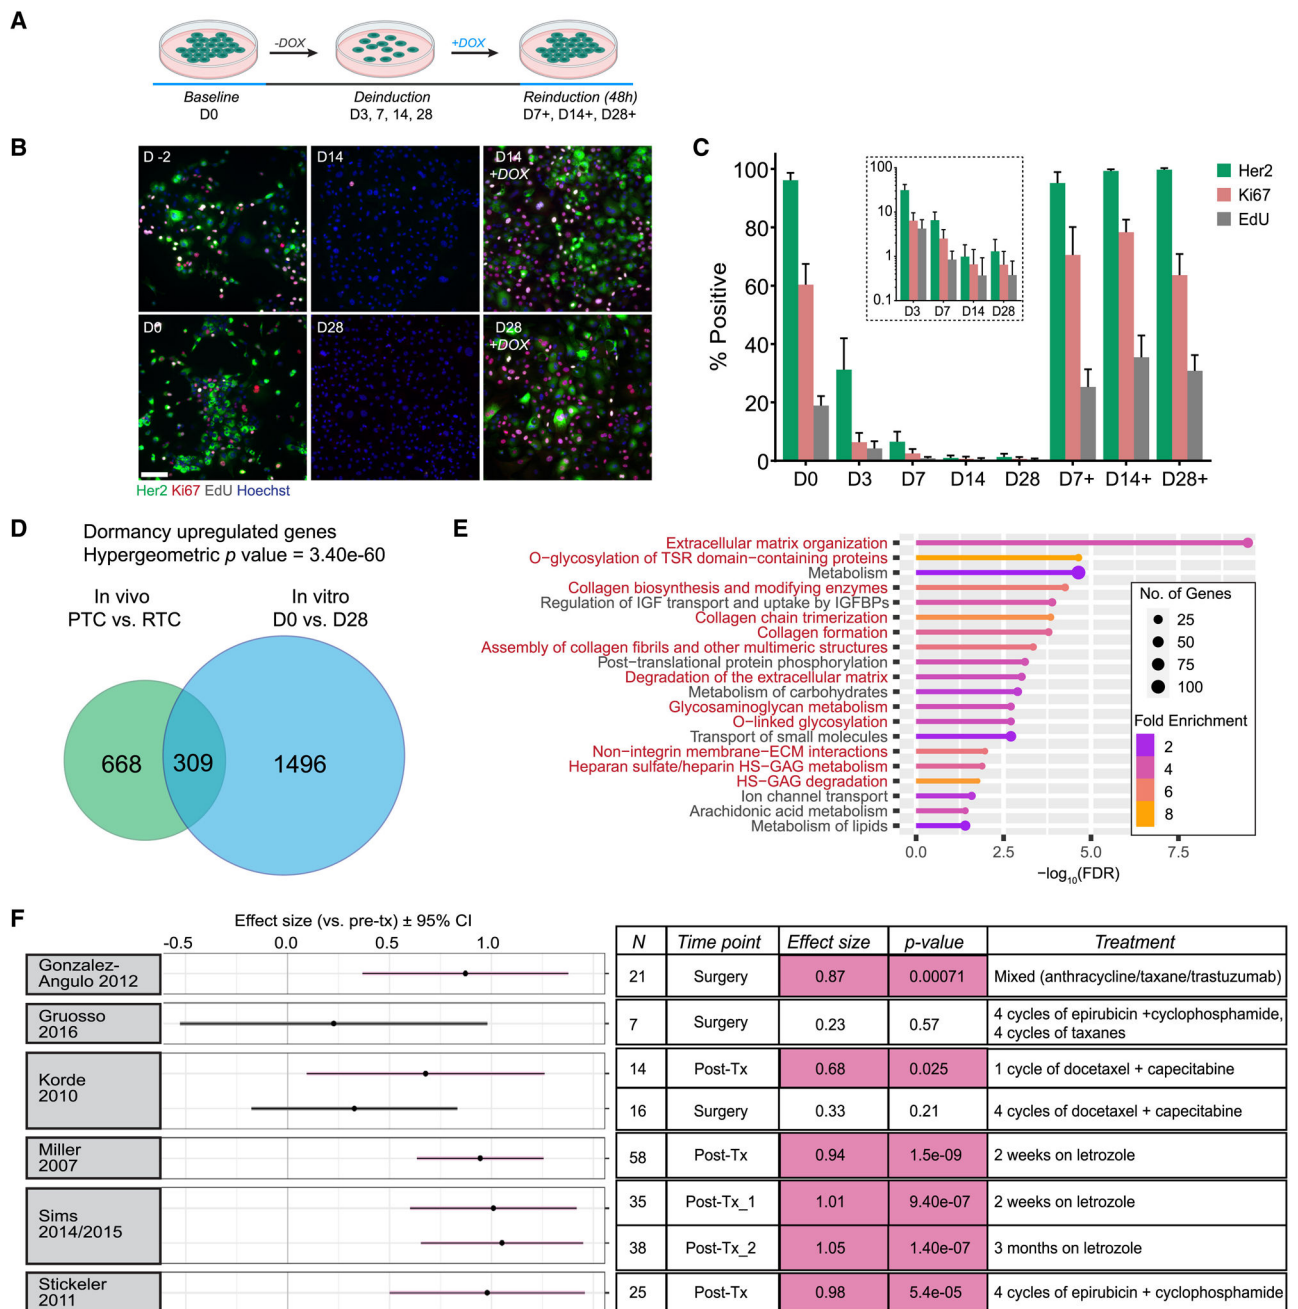 A
-DOX
+DOX
Baseline
D0
Deinduction
D3, 7, 14, 28
Reinduction (48h)
D7+, D14+, D28+
B
D -2
D14
D14
+DOX
D0
D28
D28
+DOX
Her2 Ki67 EdU Hoechst
C
% Positive
100
80
60
40
20
0
D0 D3 D7 D14 D28 D7+ D14+ D28+
100
10
1
0.1
D3 D7 D14 D28
Her2
Ki67
EdU
D
Dormancy upregulated genes
Hypergeometric p value = 3.40e-60
In vivo
PTC vs. RTC
In vitro
D0 vs. D28
668 309 1496
E
Extracellular matrix organization
O−glycosylation of TSR domain−containing proteins
Metabolism
Collagen biosynthesis and modifying enzymes
Regulation of IGF transport and uptake by IGFBPs
Collagen chain trimerization
Collagen formation
Assembly of collagen fibrils and other multimeric structures
Post−translational protein phosphorylation
Degradation of the extracellular matrix
Metabolism of carbohydrates
Glycosaminoglycan metabolism
O−linked glycosylation
Transport of small molecules
Non−integrin membrane−ECM interactions
Heparan sulfate/heparin HS−GAG metabolism
HS−GAG degradation
Ion channel transport
Arachidonic acid metabolism
Metabolism of lipids
0.0 2.5 5.0 7.5
−log10(FDR)
No. of Genes
25
50
75
100
Fold Enrichment
2
4
6
8
F
Effect size (vs. pre-tx) ± 95% CI
-0.5 0.0 0.5 1.0
N Time point Effect size p-value Treatment
Gonzalez-
Angulo 2012
21 Surgery 0.87 0.00071 Mixed (anthracycline/taxane/trastuzumab)
Gruosso
2016
7 Surgery 0.23 0.57 4 cycles of epirubicin +cyclophosphamide,
4 cycles of taxanes
Korde
2010
14 Post-Tx 0.68 0.025 1 cycle of docetaxel + capecitabine
16 Surgery 0.33 0.21 4 cycles of docetaxel + capecitabine
Miller
2007
58 Post-Tx 0.94 1.5e-09 2 weeks on letrozole
Sims
2014/2015
35 Post-Tx_1 1.01 9.40e-07 2 weeks on letrozole
38 Post-Tx_2 1.05 1.40e-07 3 months on letrozole
Stickeler
2011
25 Post-Tx 0.98 5.4e-05 4 cycles of epirubicin + cyclophosphamide